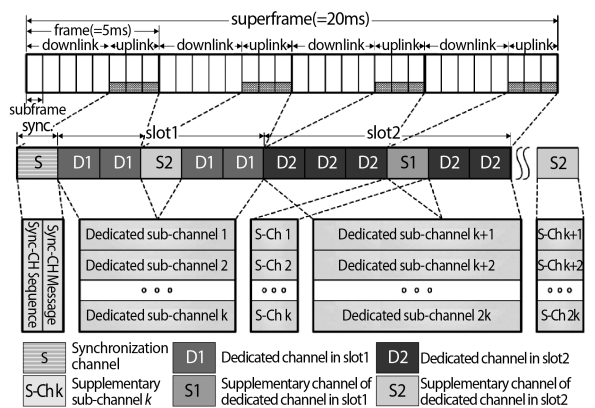 superframe(=20ms)
frame(=5ms)
downlink uplink downlink uplink downlink uplink downlink uplink
subframe
sync. slot1 slot2
S D1 D1 S2 D1 D1 D2 D2 D2 S1 D2 D2 S2
Sync-CH Sequence
Sync-CH Message
Dedicated sub-channel 1 S-Ch 1 Dedicated sub-channel k+1 S-Ch k+1
Dedicated sub-channel 2 S-Ch 2 Dedicated sub-channel k+2 S-Ch k+2
Dedicated sub-channel k S-Ch k Dedicated sub-channel 2k S-Ch 2k
S Synchronization channel D1 Dedicated channel in slot1 D2 Dedicated channel in slot2
S-Ch k Supplementary sub-channel k S1 Supplementary channel of dedicated channel in slot1 S2 Supplementary channel of dedicated channel in slot2